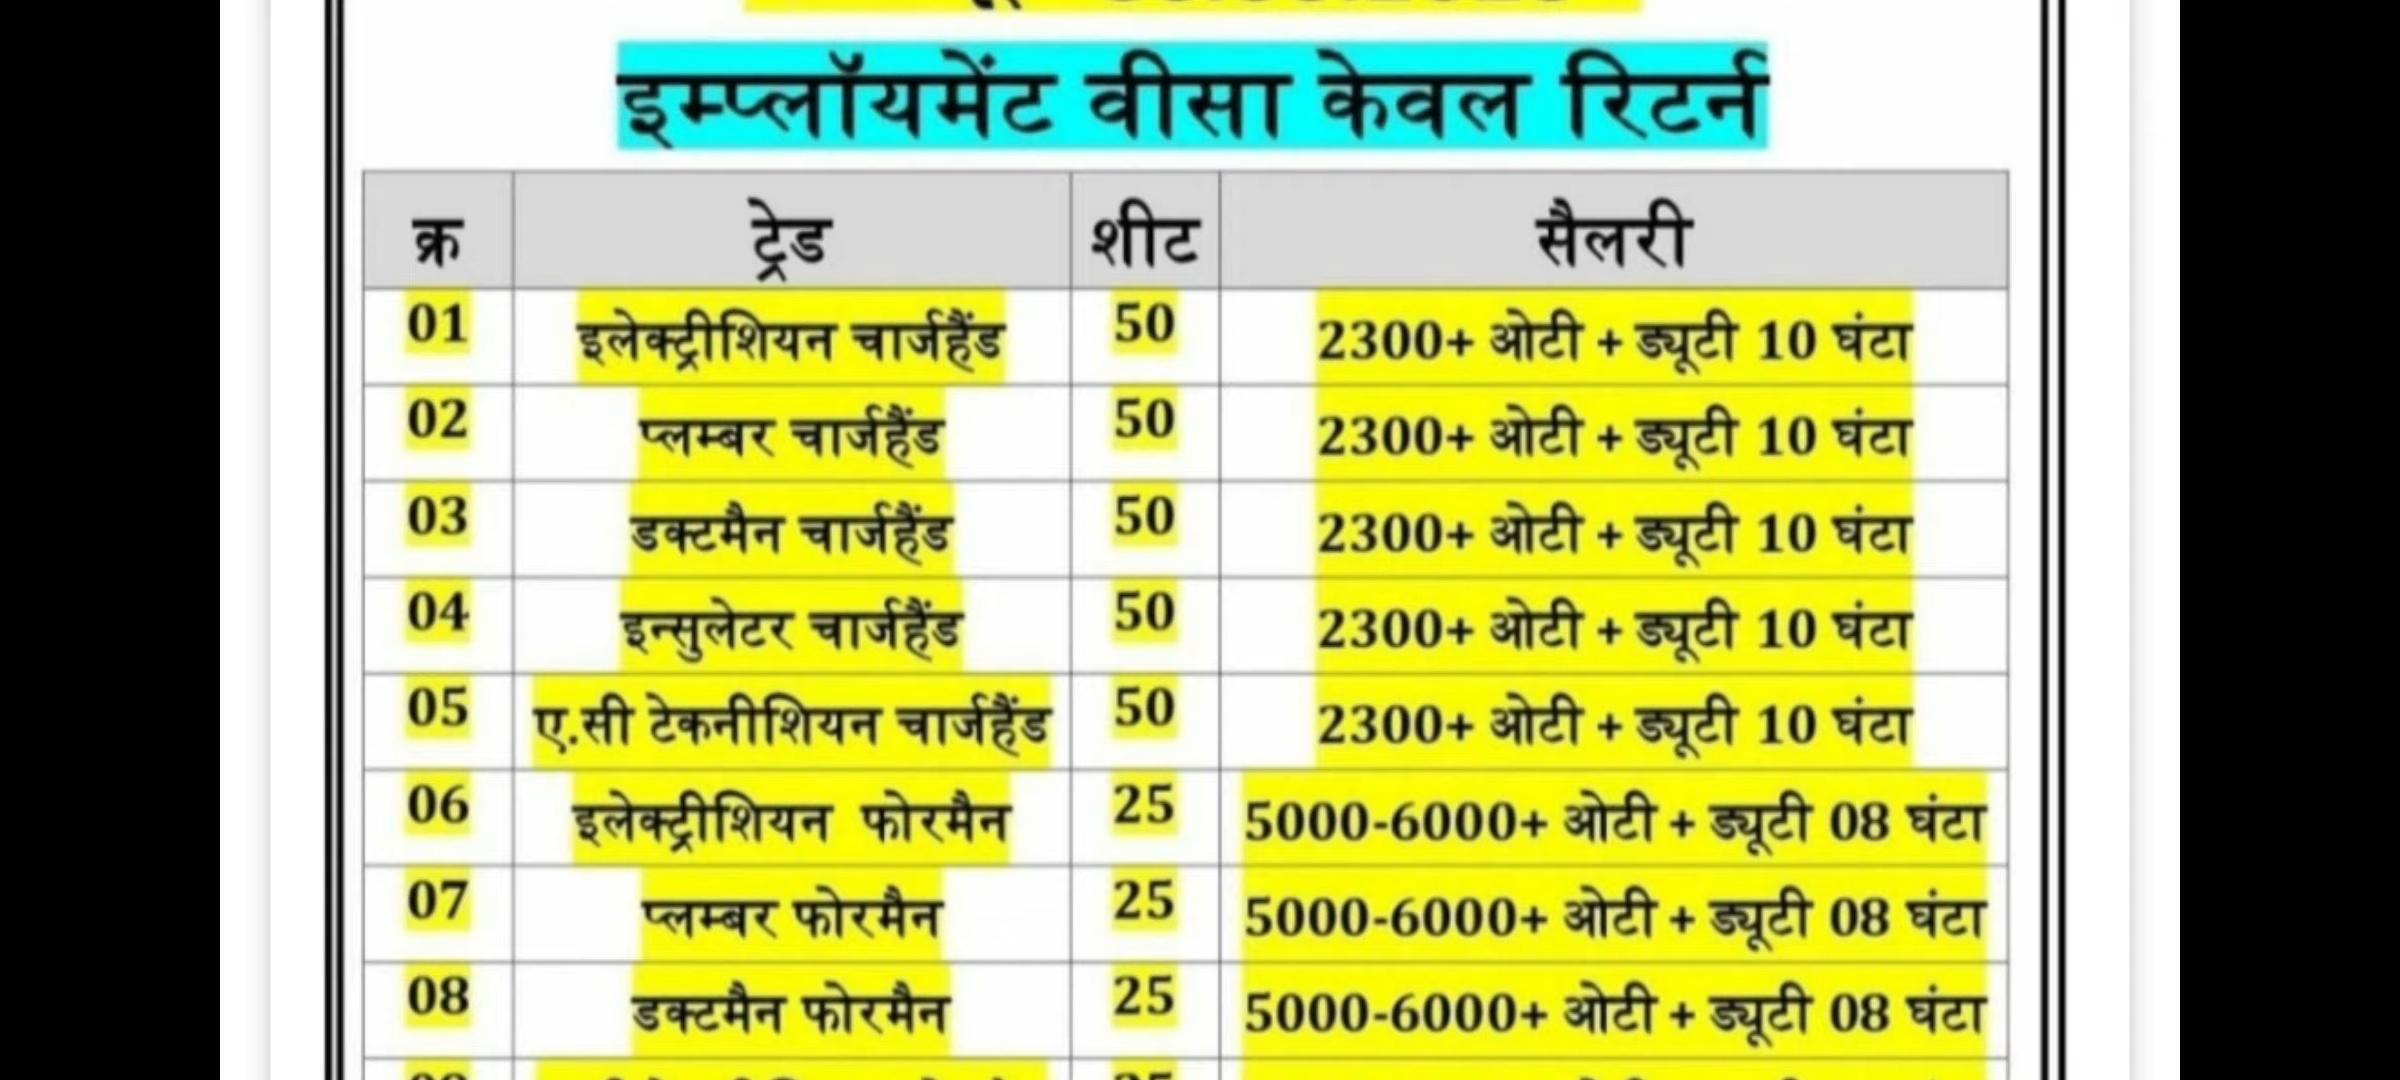 इम्प्लॉयमेंट वीसा केवल रिटर्न
क्र ट्रेड शीट सैलरी
01 इलेक्ट्रीशियन चार्जहैंड 50 2300+ ओटी + ड्यूटी 10 घंटा
02 प्लम्बर चार्जहैंड 50 2300+ ओटी + ड्यूटी 10 घंटा
03 डक्टमैन चार्जहैंड 50 2300+ ओटी + ड्यूटी 10 घंटा
04 इन्सुलेटर चार्जहैंड 50 2300+ ओटी + ड्यूटी 10 घंटा
05 ए.सी टेकनीशियन चार्जहैंड 50 2300+ ओटी + ड्यूटी 10 घंटा
06 इलेक्ट्रीशियन फोरमैन 25 5000-6000+ ओटी + ड्यूटी 08 घंटा
07 प्लम्बर फोरमैन 25 5000-6000+ ओटी + ड्यूटी 08 घंटा
08 डक्टमैन फोरमैन 25 5000-6000+ ओटी + ड्यूटी 08 घंटा